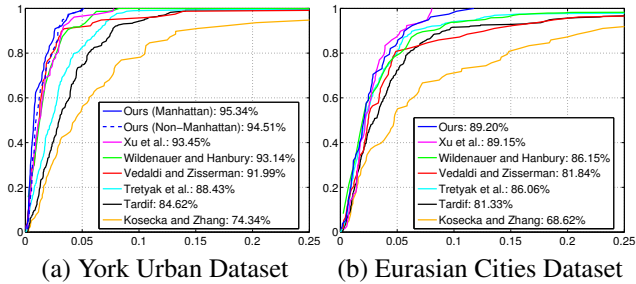 1
0.8
0.6
0.4
0.2
0
0 0.05 0.1 0.15 0.2 0.25
Ours (Manhattan): 95.34%
Ours (Non−Manhattan): 94.51%
Xu et al.: 93.45%
Wildenauer and Hanbury: 93.14%
Vedaldi and Zisserman: 91.99%
Tretyak et al.: 88.43%
Tardif: 84.62%
Kosecka and Zhang: 74.34%
(a) York Urban Dataset
1
0.8
0.6
0.4
0.2
0
0 0.05 0.1 0.15 0.2 0.25
Ours: 89.20%
Xu et al.: 89.15%
Wildenauer and Hanbury: 86.15%
Vedaldi and Zisserman: 81.84%
Tretyak et al.: 86.06%
Tardif: 81.33%
Kosecka and Zhang: 68.62%
(b) Eurasian Cities Dataset